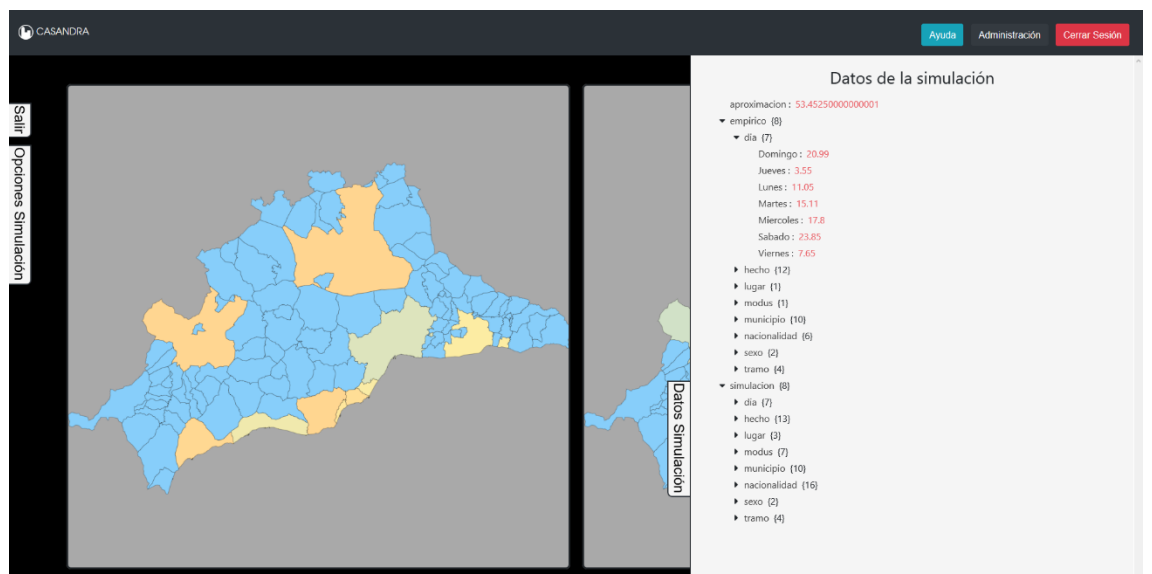 CASANDRA
Ayuda
Administración
Cerrar Sesión
Salir
Opciones Simulación
Datos Simulación
Datos de la simulación
aproximacion : 53.45250000000001
empirico {8}
día {7}
Domingo : 20.99
Jueves : 3.55
Lunes : 11.05
Martes : 15.11
Miercoles : 17.8
Sabado : 23.85
Viernes : 7.65
hecho {12}
lugar {1}
modus {1}
municipio {10}
nacionalidad {6}
sexo {2}
tramo {4}
simulacion {8}
día {7}
hecho {13}
lugar {3}
modus {7}
municipio {10}
nacionalidad {16}
sexo {2}
tramo {4}